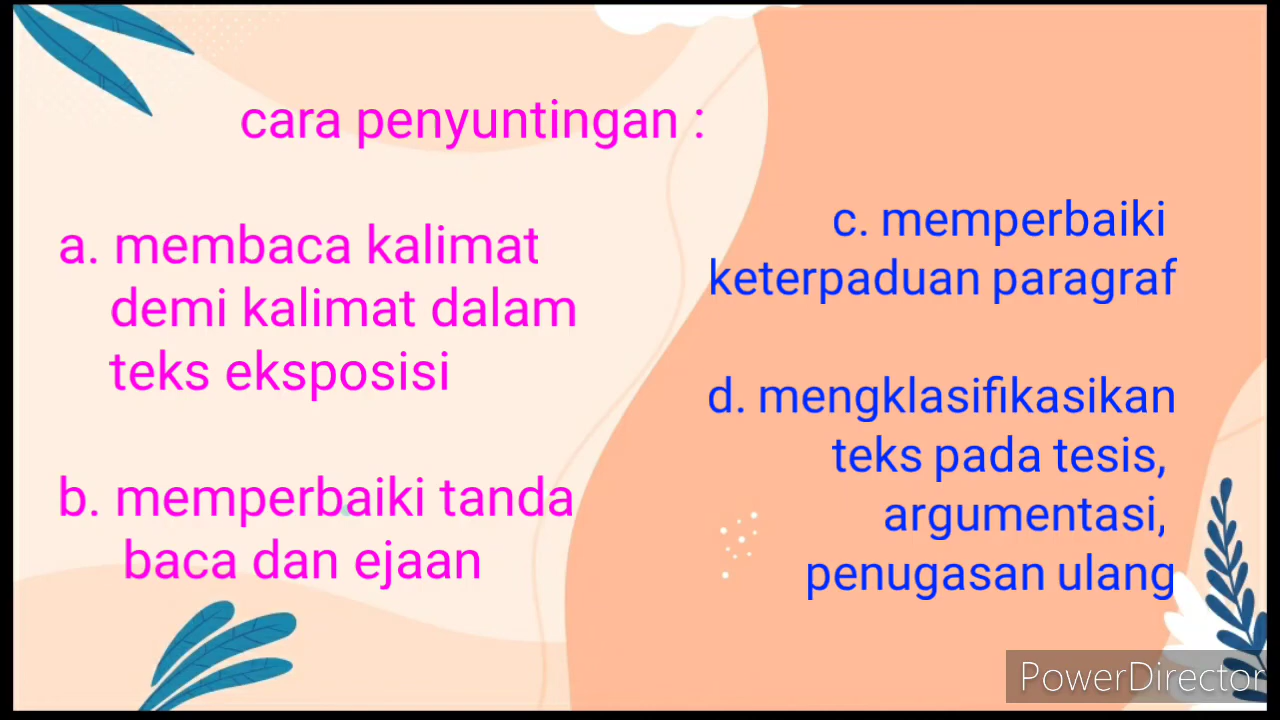 cara penyuntingan :
a. membaca kalimat
demi kalimat dalam
teks eksposisi
b. memperbaiki tanda
baca dan ejaan
c. memperbaiki
keterpaduan paragraf
d. mengklasifikasikan
teks pada tesis,
argumentasi,
penugasan ulang
PowerDirector